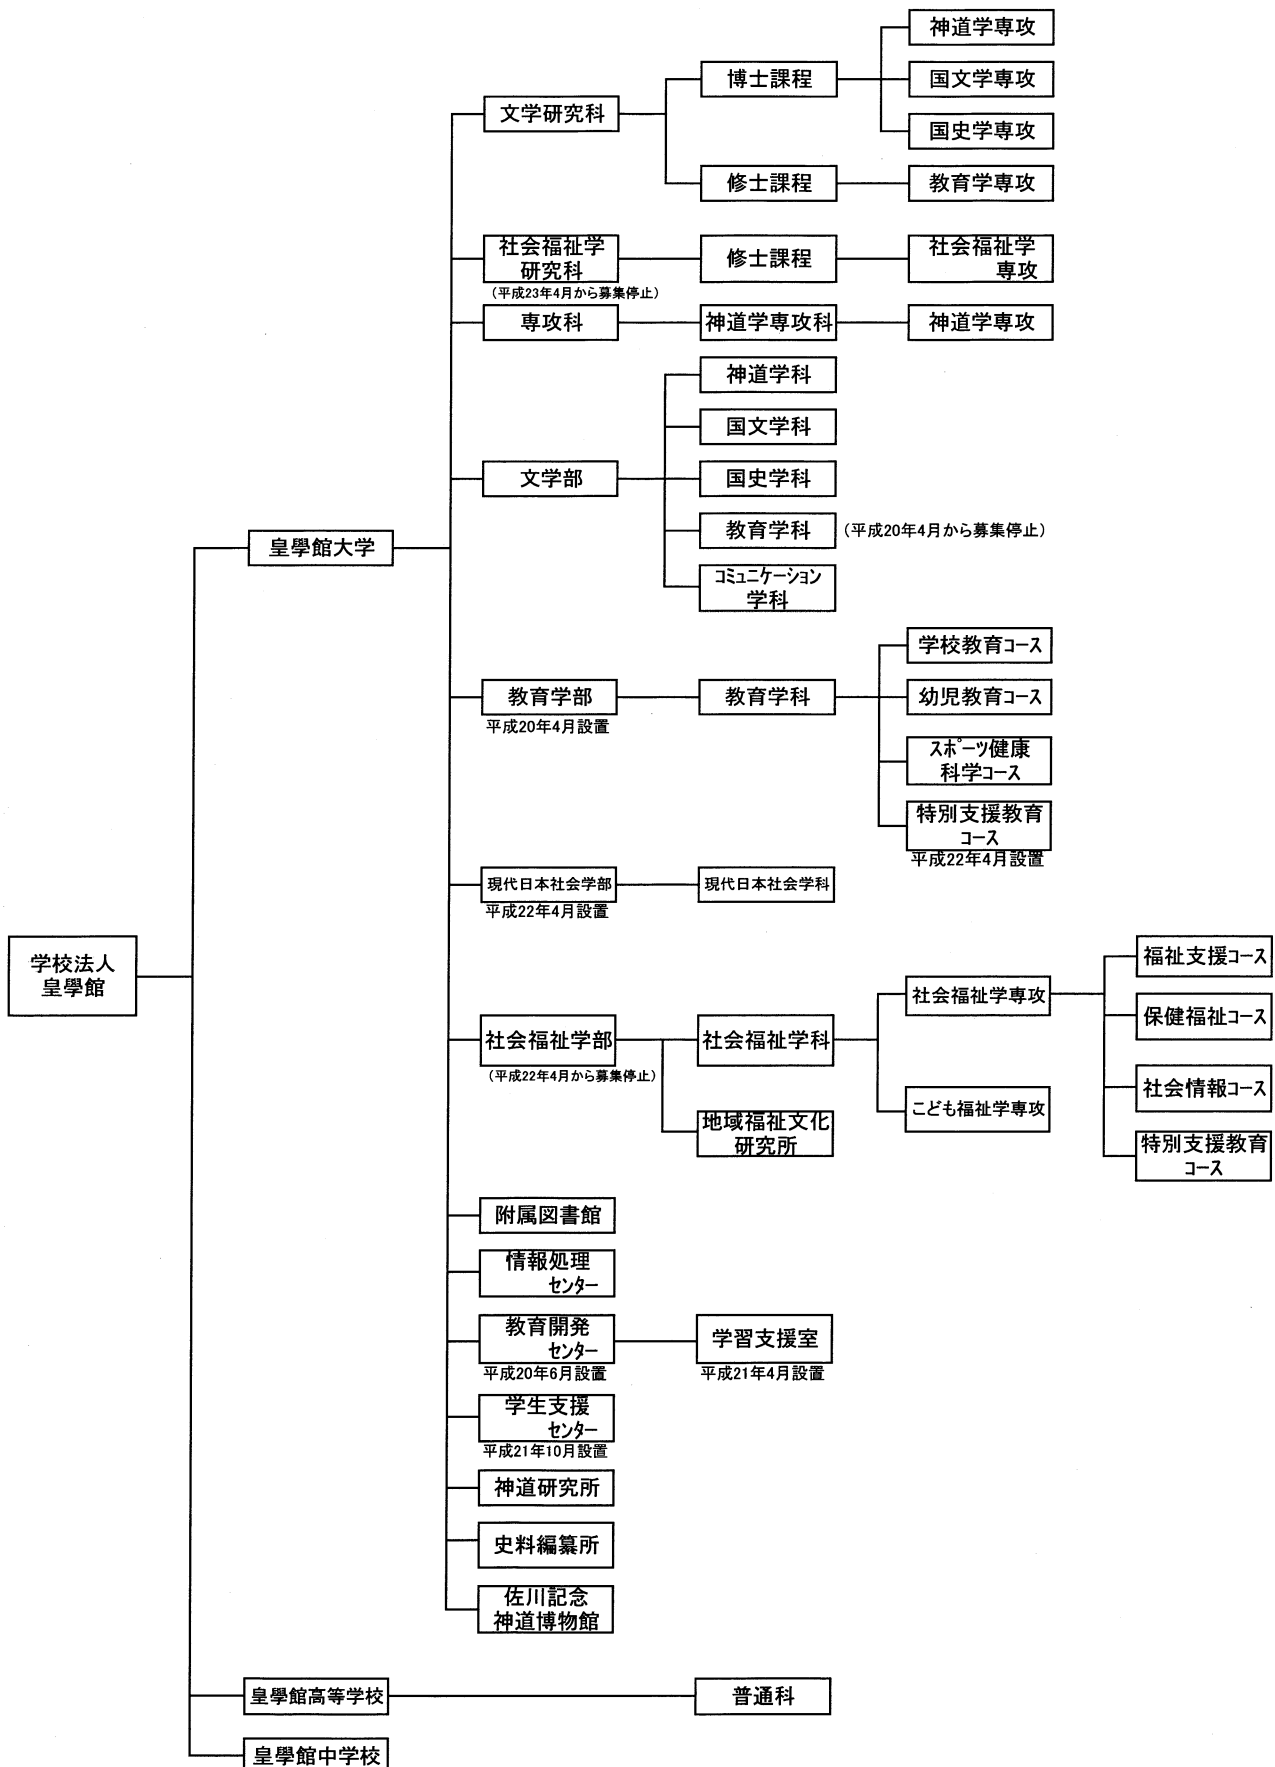 神道学専攻
博士課程
国文学専攻
文学研究科
国史学専攻
修士課程
教育学専攻
社会福祉学
研究科
修士課程
社会福祉学
専攻
（平成23年4月から募集停止）
専攻科
神道学専攻科
神道学専攻
神道学科
国文学科
文学部
国史学科
教育学科
（平成20年4月から募集停止）
皇學館大学
コミュニケーション
学科
学校教育コース
教育学部
教育学科
幼児教育コース
平成20年4月設置
スポーツ健康
科学コース
特別支援教育
コース
平成22年4月設置
現代日本社会学部
現代日本社会学科
平成22年4月設置
学校法人
皇學館
福祉支援コース
社会福祉学専攻
保健福祉コース
社会福祉学部
社会福祉学科
（平成22年4月から募集停止）
社会情報コース
こども福祉学専攻
地域福祉文化
研究所
特別支援教育
コース
附属図書館
情報処理
センター
教育開発
センター
学習支援室
平成20年6月設置
平成21年4月設置
学生支援
センター
平成21年10月設置
神道研究所
史料編纂所
佐川記念
神道博物館
皇學館高等学校
普通科
皇學館中学校